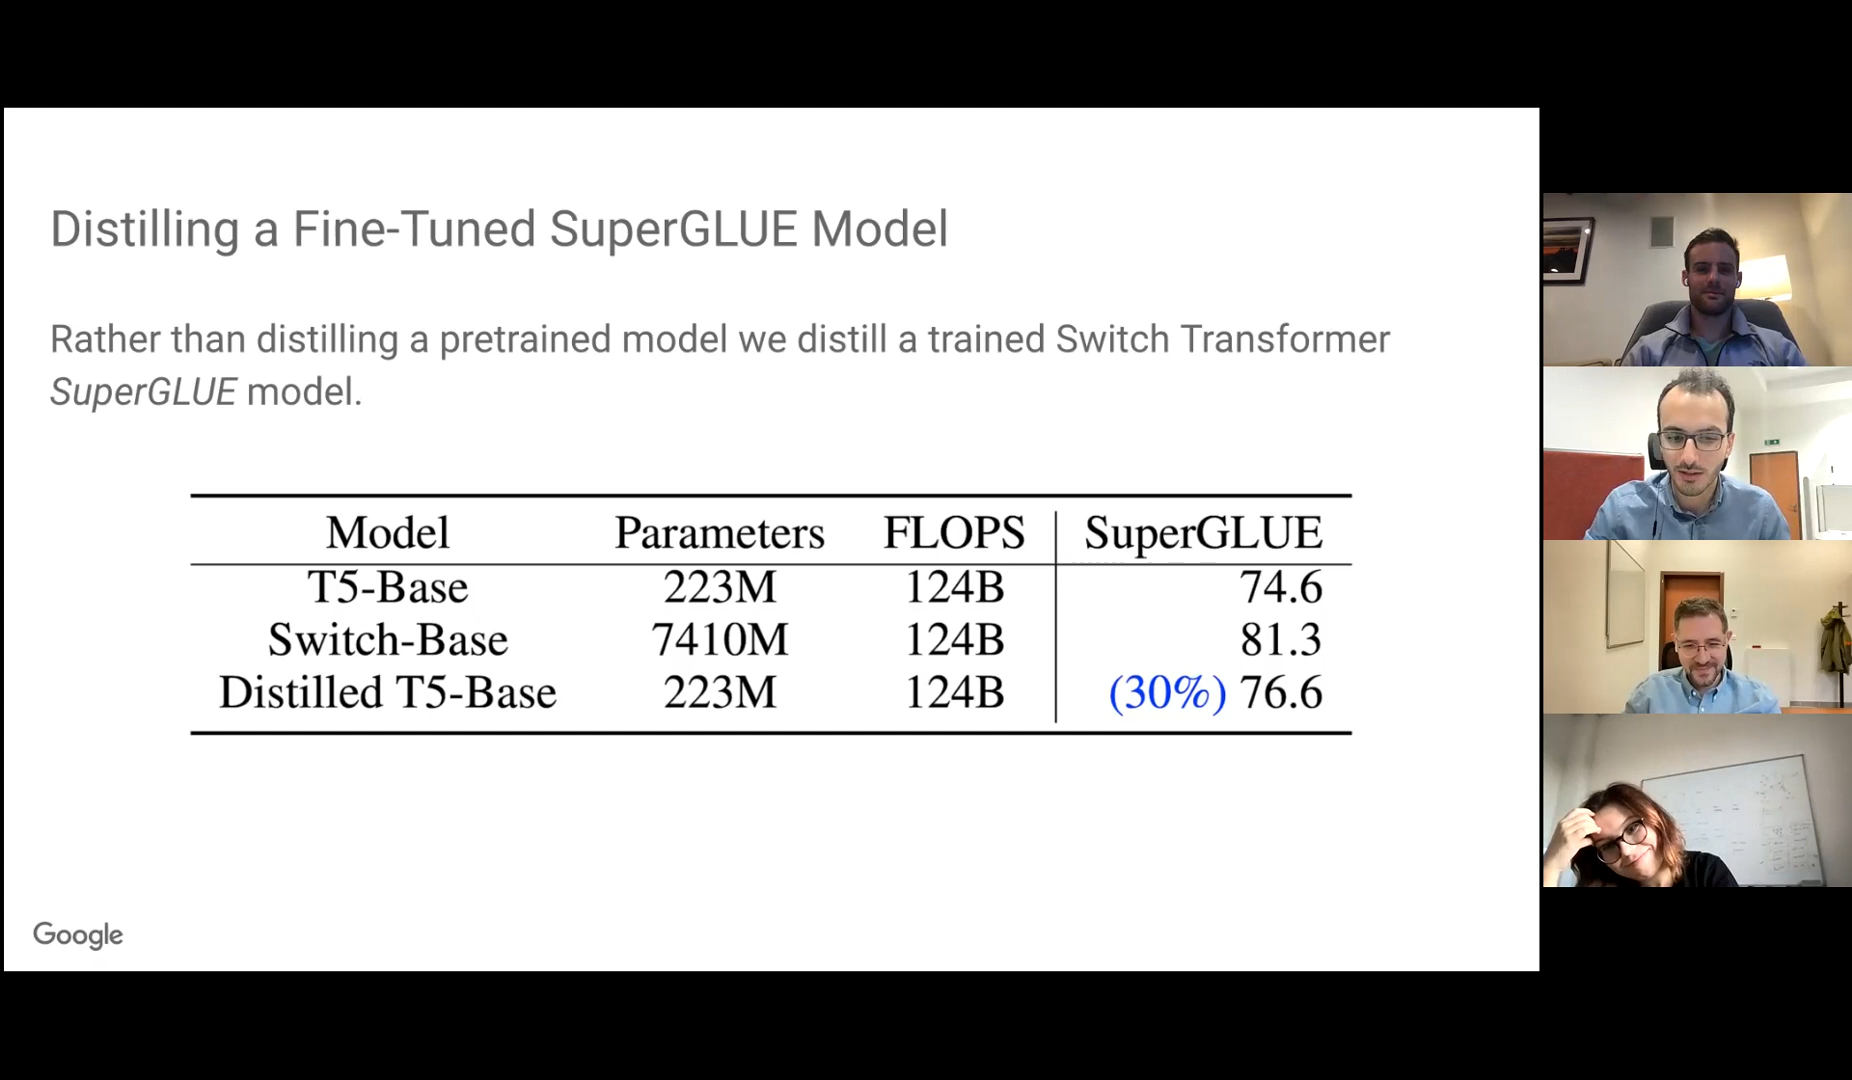 Distilling a Fine-Tuned SuperGLUE Model
Rather than distilling a pretrained model we distill a trained Switch Transformer
SuperGLUE model.
Model Parameters FLOPS SuperGLUE
T5-Base 223M 124B 74.6
Switch-Base 7410M 124B 81.3
Distilled T5-Base 223M 124B (30%) 76.6
Google